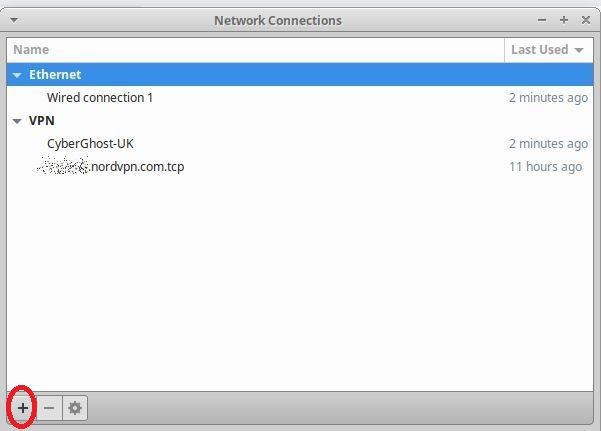 Network Connections
Name Last Used
Ethernet
Wired connection 1 2 minutes ago
VPN
CyberGhost-UK 2 minutes ago
.nordvpn.com.tcp 11 hours ago